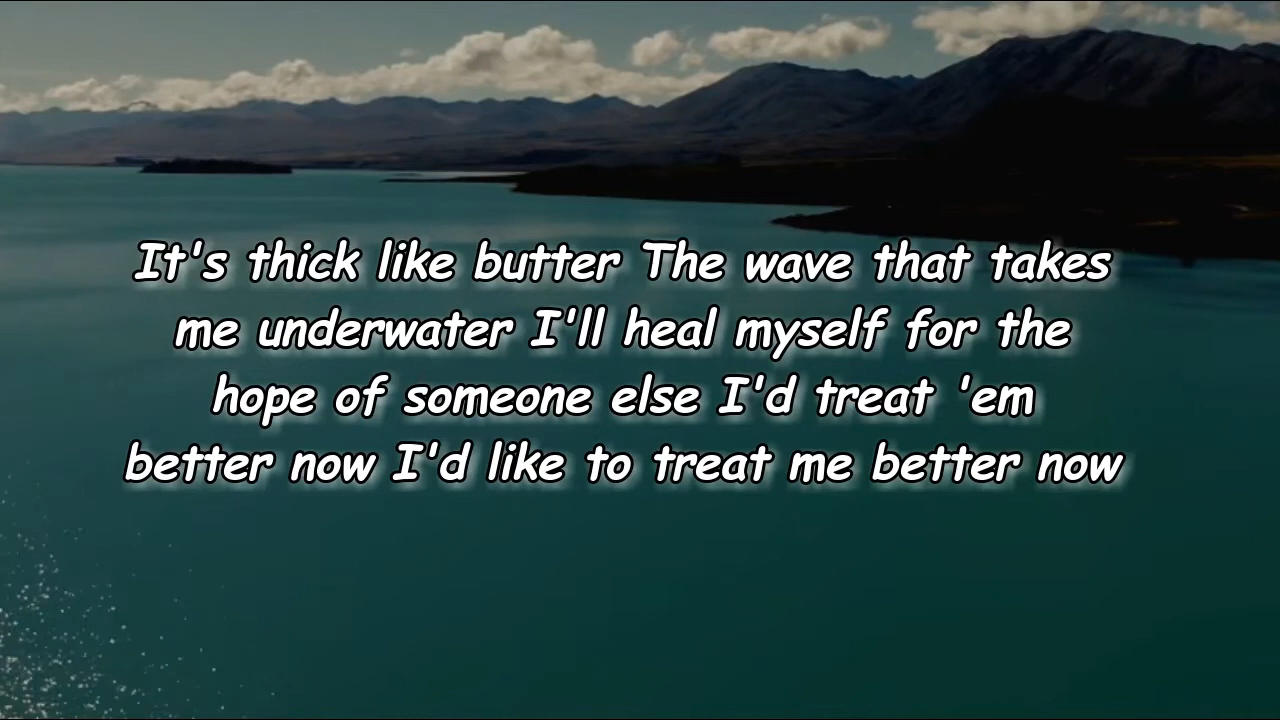 It's thick like butter The wave that takes
me underwater I'll heal myself for the
hope of someone else I'd treat 'em
better now I'd like to treat me better now